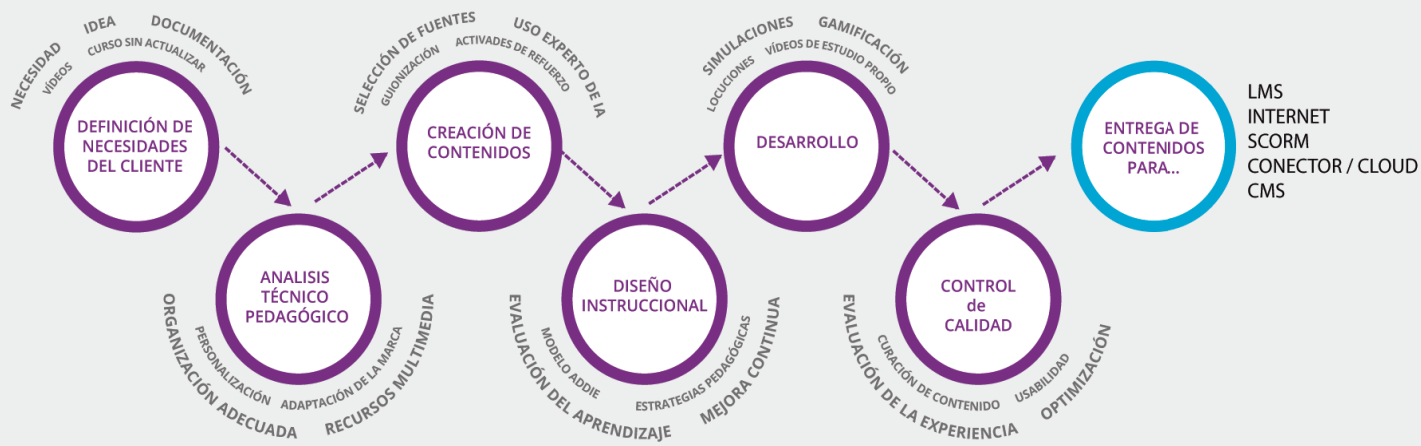 NECESIDAD IDEA DOCUMENTACIÓN
VÍDEOS CURSO SIN ACTUALIZAR
DEFINICIÓN DE
NECESIDADES
DEL CLIENTE
ANALISIS
TÉCNICO
PEDAGÓGICO
PERSONALIZACIÓN ADAPTACIÓN DE LA MARCA
ORGANIZACIÓN ADECUADA RECURSOS MULTIMEDIA
SELECCIÓN DE FUENTES USO EXPERTO DE IA
GUIONIZACIÓN ACTIVADES DE REFUERZO
CREACIÓN DE
CONTENIDOS
DISEÑO
INSTRUCCIONAL
MODELO ADDIE ESTRATEGIAS PEDAGÓGICAS
EVALUACIÓN DEL APRENDIZAJE MEJORA CONTINUA
SIMULACIONES GAMIFICACIÓN
LOCUCIONES VÍDEOS DE ESTUDIO PROPIO
DESARROLLO
CONTROL
de
CALIDAD
CURACIÓN DE CONTENIDO USABILIDAD
EVALUACIÓN DE LA EXPERIENCIA OPTIMIZACIÓN
ENTREGA DE
CONTENIDOS
PARA...
LMS
INTERNET
SCORM
CONECTOR / CLOUD
CMS